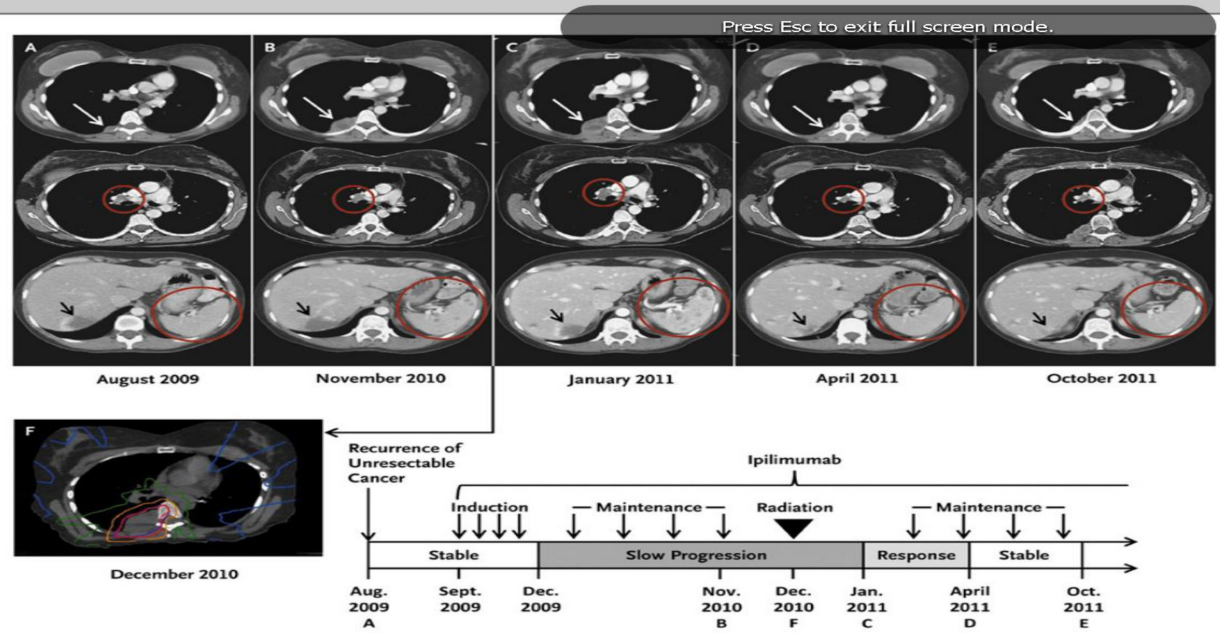 Press Esc to exit full screen mode.
A
B
C
D
E
August 2009
November 2010
January 2011
April 2011
October 2011
F
December 2010
Recurrence of
Unresectable
Cancer
Ipilimumab
Induction
Maintenance
Radiation
Maintenance
Stable
Slow Progression
Response
Stable
Aug.
2009
A
Sept.
2009
Dec.
2009
Nov.
2010
B
Dec.
2010
F
Jan.
2011
C
April
2011
D
Oct.
2011
E